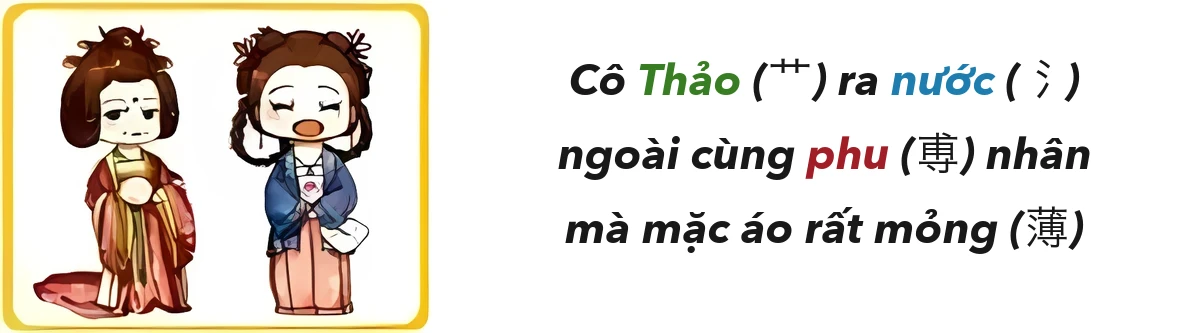 Cô Thảo (艹) ra nước (氵)
ngoài cùng phu (尃) nhân
mà mặc áo rất mỏng (薄)